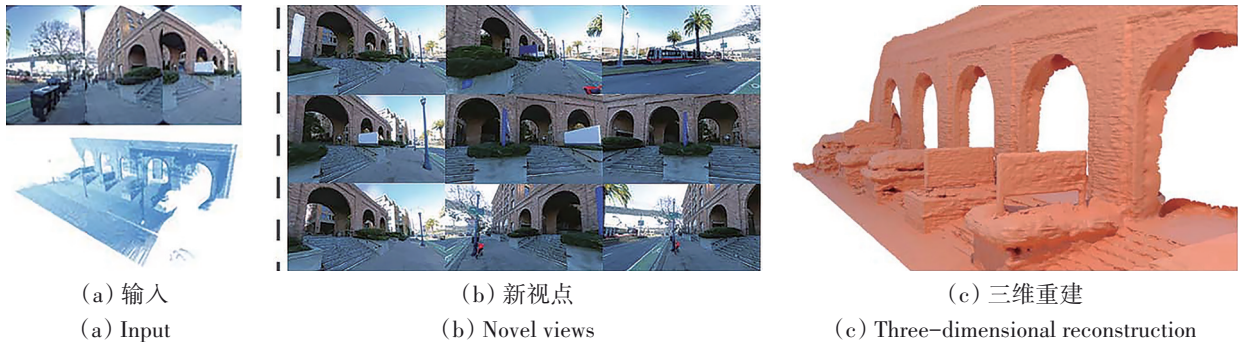 (a) 输入
(b) 新视点
(c) 三维重建
(a) Input
(b) Novel views
(c) Three-dimensional reconstruction